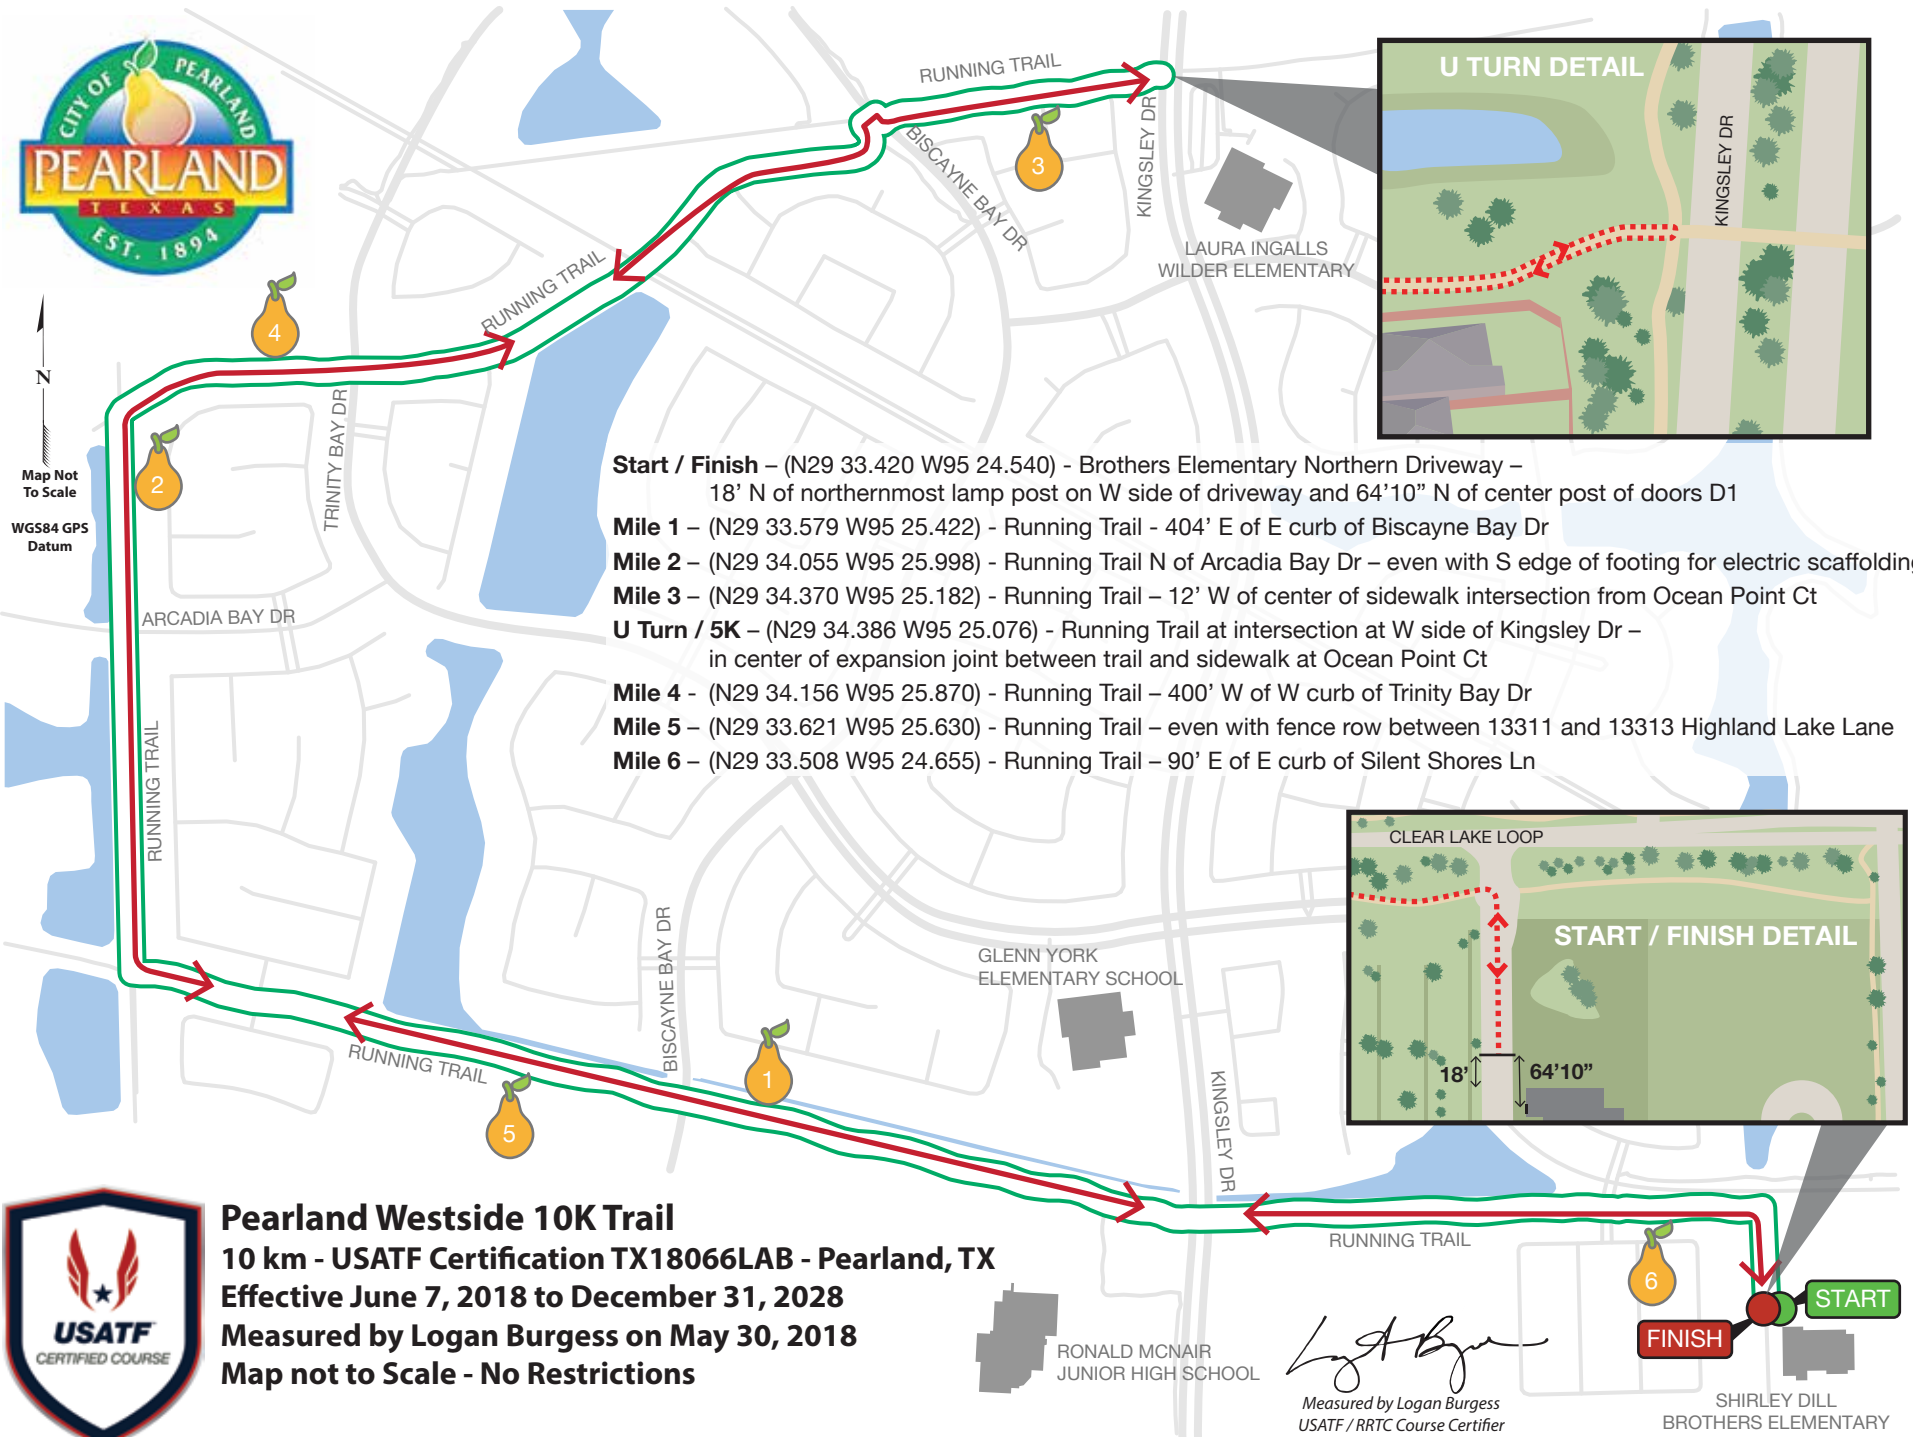 CITY OF PEARLAND
PEARLAND
TEXAS
EST. 1894
RUNNING TRAIL
KINGSLEY DR
BISCAYNE BAY DR
3
LAURA INGALLS
WILDER ELEMENTARY
U TURN DETAIL
KINGSLEY DR
RUNNING TRAIL
4
N
Map Not
To Scale
WGS84 GPS
Datum
2
TRINITY BAY DR
ARCADIA BAY DR
RUNNING TRAIL
Start / Finish – (N29 33.420 W95 24.540) - Brothers Elementary Northern Driveway –
18’ N of northernmost lamp post on W side of driveway and 64’10” N of center post of doors D1
Mile 1 – (N29 33.579 W95 25.422) - Running Trail - 404’ E of E curb of Biscayne Bay Dr
Mile 2 – (N29 34.055 W95 25.998) - Running Trail N of Arcadia Bay Dr – even with S edge of footing for electric scaffolding
Mile 3 – (N29 34.370 W95 25.182) - Running Trail – 12’ W of center of sidewalk intersection from Ocean Point Ct
U Turn / 5K – (N29 34.386 W95 25.076) - Running Trail at intersection at W side of Kingsley Dr –
in center of expansion joint between trail and sidewalk at Ocean Point Ct
Mile 4 - (N29 34.156 W95 25.870) - Running Trail – 400’ W of W curb of Trinity Bay Dr
Mile 5 – (N29 33.621 W95 25.630) - Running Trail – even with fence row between 13311 and 13313 Highland Lake Lane
Mile 6 – (N29 33.508 W95 24.655) - Running Trail – 90’ E of E curb of Silent Shores Ln
CLEAR LAKE LOOP
START / FINISH DETAIL
18’
64’10”
GLENN YORK
ELEMENTARY SCHOOL
BISCAYNE BAY DR
RUNNING TRAIL
1
5
KINGSLEY DR
RUNNING TRAIL
6
START
FINISH
SHIRLEY DILL
BROTHERS ELEMENTARY
RONALD MCNAIR
JUNIOR HIGH SCHOOL
Measured by Logan Burgess
USATF / RRTC Course Certifier
USATF
CERTIFIED COURSE
Pearland Westside 10K Trail
10 km - USATF Certification TX18066LAB - Pearland, TX
Effective June 7, 2018 to December 31, 2028
Measured by Logan Burgess on May 30, 2018
Map not to Scale - No Restrictions